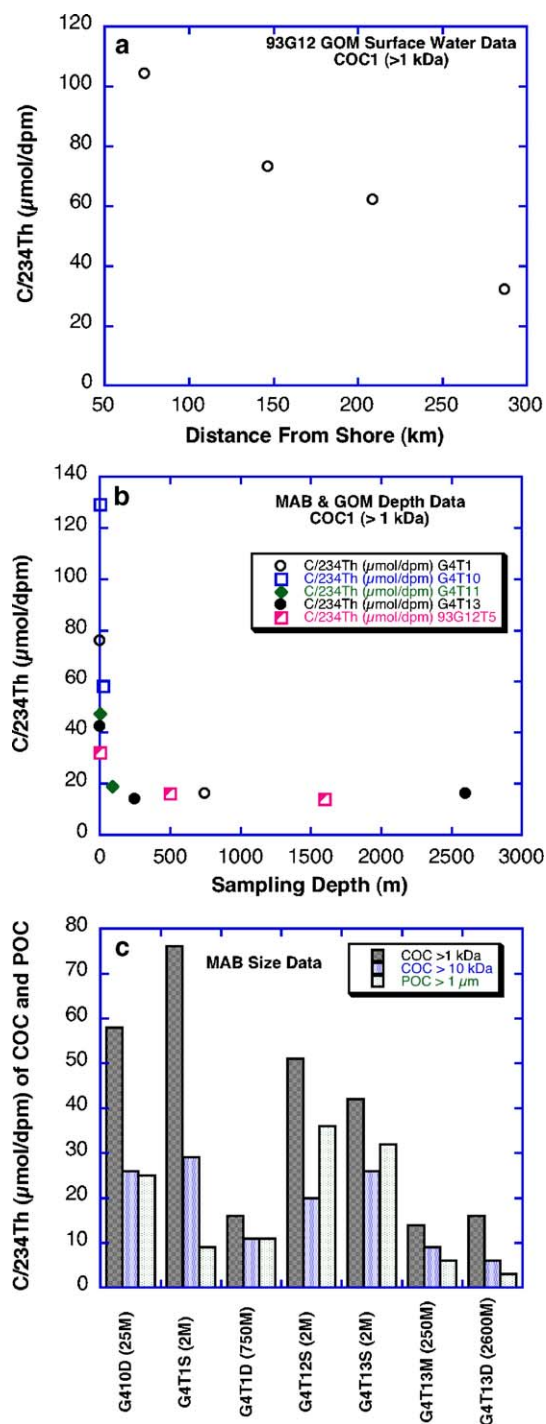 a
93G12 GOM Surface Water Data
COC1 (>1 kDa)
C/234Th (µmol/dpm)
120
100
80
60
40
20
0
50
100
150
200
250
300
Distance From Shore (km)
b
MAB & GOM Depth Data
COC1 (> 1 kDa)
C/234Th (µmol/dpm) G4T1
C/234Th (µmol/dpm) G4T10
C/234Th (µmol/dpm) G4T11
C/234Th (µmol/dpm) G4T13
C/234Th (µmol/dpm) 93G12T5
C/234Th (µmol/dpm)
140
120
100
80
60
40
20
0
0
500
1000
1500
2000
2500
3000
Sampling Depth (m)
c
MAB Size Data
COC >1 kDa
COC > 10 kDa
POC > 1 µm
C/234Th (µmol/dpm) of COC and POC
80
70
60
50
40
30
20
10
0
G410D (25M)
G4T1S (2M)
G4T1D (750M)
G4T12S (2M)
G4T13S (2M)
G4T13M (250M)
G4T13D (2600M)